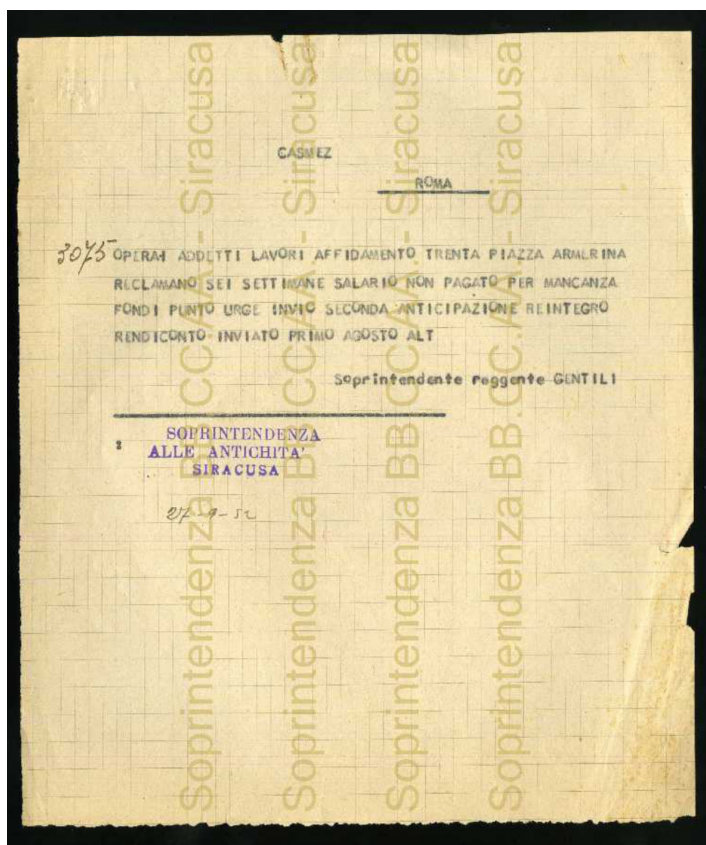 CASMEZ
ROMA
3075 OPERAI ADDETTI LAVORI AFFIDAMENTO TRENTA PIAZZA ARMERINA
RECLAMANO SEI SETTIMANE SALARIO NON PAGATO PER MANCANZA
FONDI PUNTO URGE INVIO SECONDA ANTICIPAZIONE REINTEGRO
RENDICONTO INVIATO PRIMO AGOSTO ALT
Soprintendente reggente GENTILI
SOPRINTENDENZA
ALLE ANTICHITA'
SIRACUSA
27-9-52
Soprintendenza BB.CC.AA. - Siracusa
Soprintendenza BB.CC.AA. - Siracusa
Soprintendenza BB.CC.AA. - Siracusa
Soprintendenza BB.CC.AA. - Siracusa